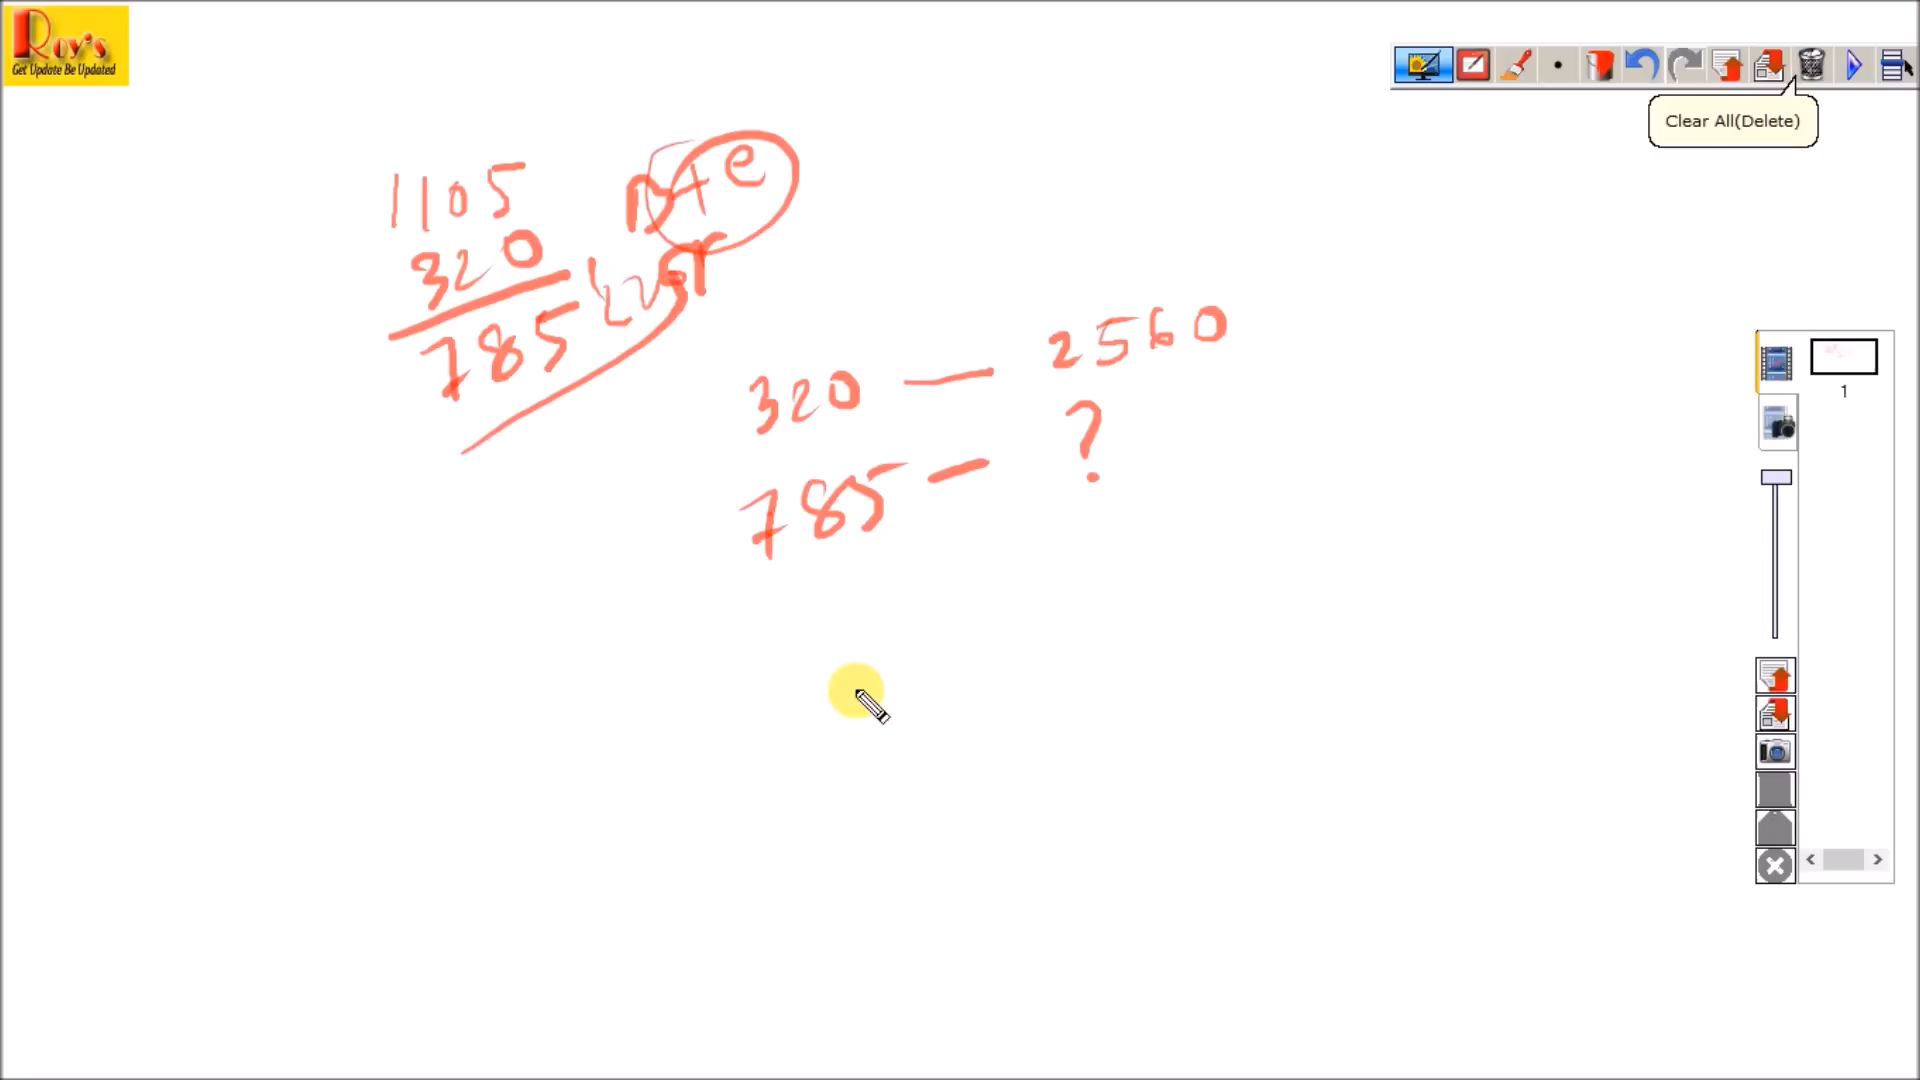 Roy's
Get Update Be Updated
Clear All(Delete)
1105
320
785
n + e
320 — 2560
785 — ?
1